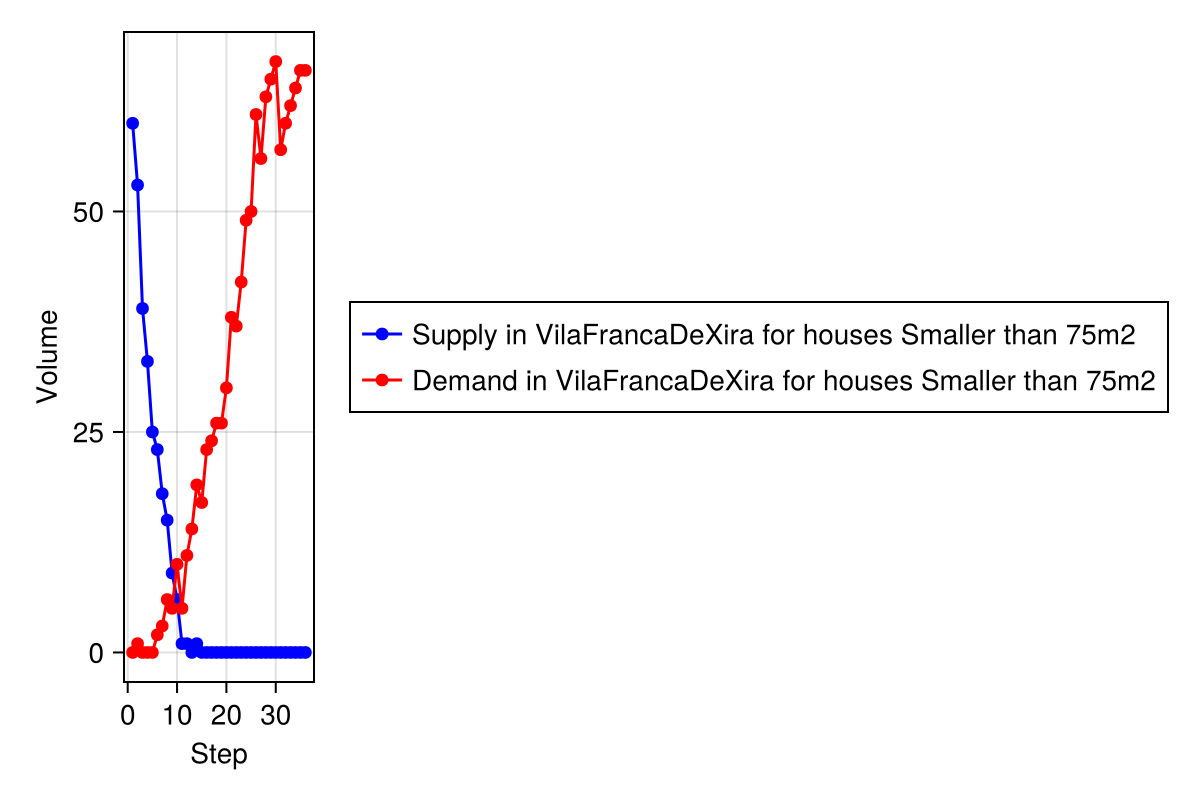 50
25
0
Volume
0 10 20 30
Step
Supply in VilaFrancaDeXira for houses Smaller than 75m2
Demand in VilaFrancaDeXira for houses Smaller than 75m2